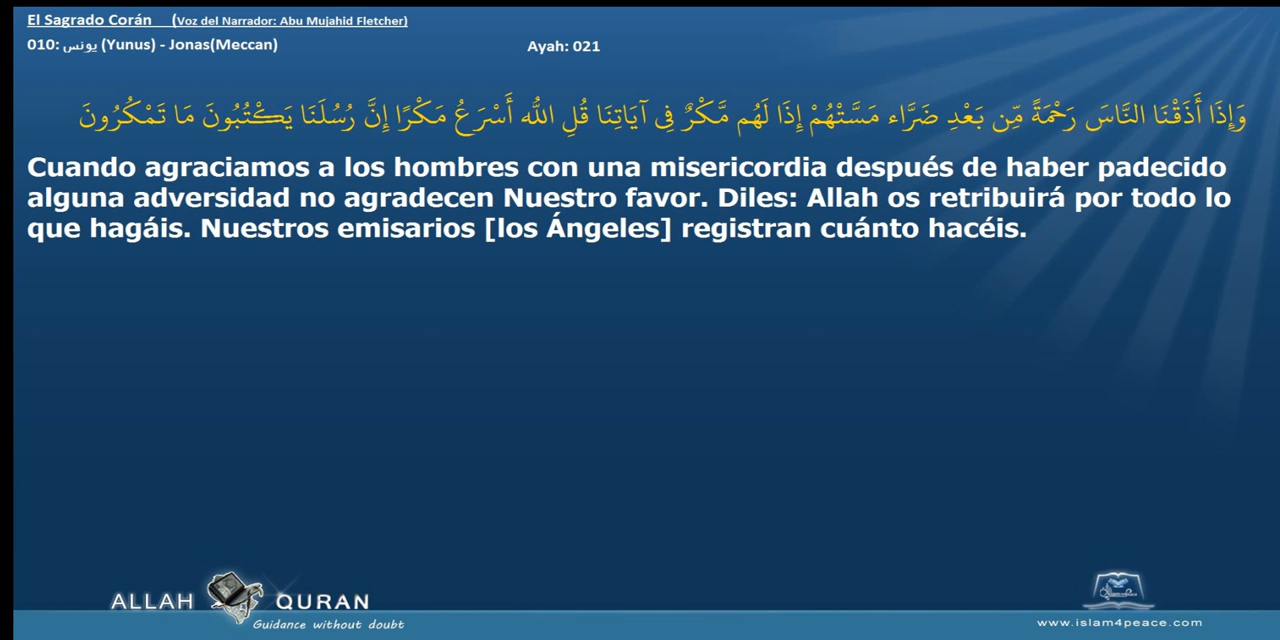 El Sagrado Corán (Voz del Narrador: Abu Mujahid Fletcher)
010: يونس (Yunus) - Jonas(Meccan)
Ayah: 021
وَإِذَا أَذَقْنَا النَّاسَ رَحْمَةً مِّن بَعْدِ ضَرَّاء مَسَّتْهُمْ إِذَا لَهُم مَّكْرٌ فِي آيَاتِنَا قُلِ اللّٰه أَسْرَعُ مَكْرًا إِنَّ رُسُلَنَا يَكْتُبُونَ مَا تَمْكُرُونَ
Cuando agraciamos a los hombres con una misericordia después de haber padecido
alguna adversidad no agradecen Nuestro favor. Diles: Allah os retribuirá por todo lo
que hagáis. Nuestros emisarios [los Ángeles] registran cuánto hacéis.
ALLAH QURAN
Guidance without doubt
www.islam4peace.com